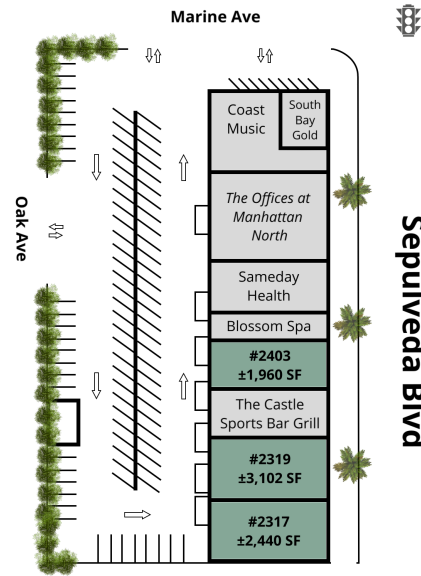 Marine Ave
Coast
Music
South
Bay
Gold
The Offices at
Manhattan
North
Oak Ave
Sepulveda Blvd
Sameday
Health
Blossom Spa
#2403
±1,960 SF
The Castle
Sports Bar Grill
#2319
±3,102 SF
#2317
±2,440 SF